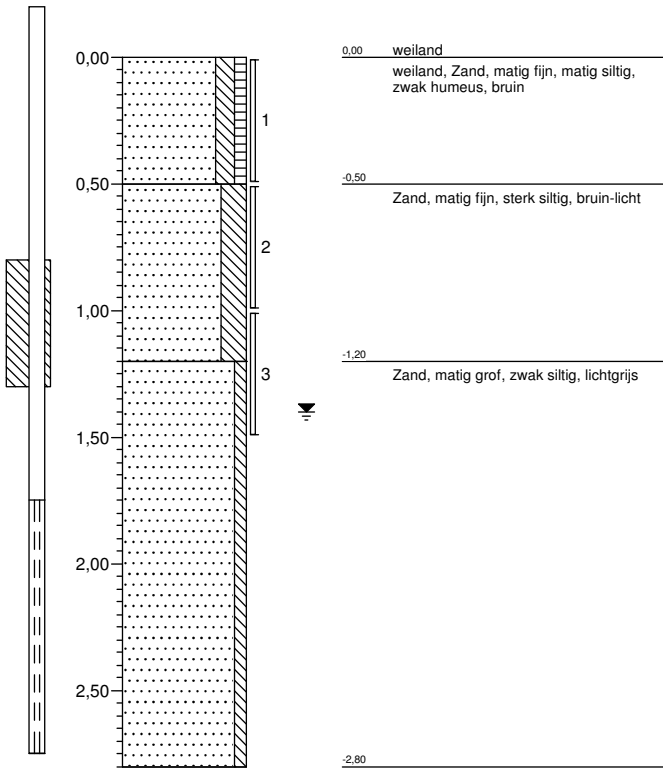 0,00 weiland
0,00
weiland, Zand, matig fijn, matig siltig,
zwak humeus, bruin
1
0,50
-0,50
Zand, matig fijn, sterk siltig, bruin-licht
2
1,00
-1,20
Zand, matig grof, zwak siltig, lichtgrijs
3
1,50
2,00
2,50
-2,80